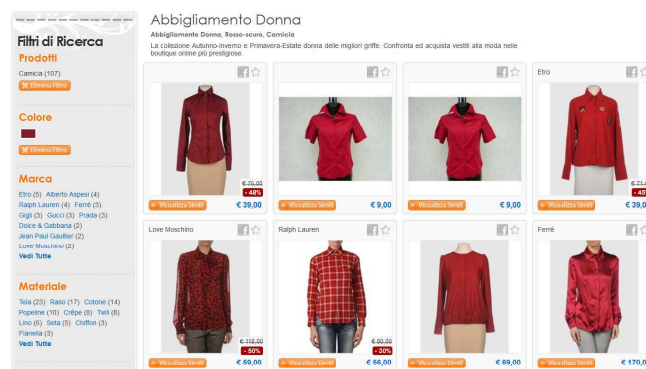 Abbigliamento Donna
Abbigliamento Donna, Rosso-scuro, Camicia
La collezione Autunno-inverno e Primavera-Estate donna delle migliori griffe. Confronta ed acquista vestiti alla moda nelle
boutique online più prestigiose.
Filtri di Ricerca
Prodotti
Camicia (107)
Elimina Filtro
Colore
Elimina Filtro
Marca
Etro (5) Alberto Aspesi (4)
Ralph Lauren (4) Ferré (3)
Gigli (3) Gucci (3) Prada (3)
Dolce & Gabbana (2)
Jean Paul Gaultier (2)
Love Moschino (2)
Vedi Tutte
Materiale
Tela (23) Raso (17) Cotone (14)
Popeline (10) Crêpe (8) Twill (8)
Lino (6) Seta (5) Chiffon (3)
Flanella (3)
Vedi Tutte
€ 75,00
- 48%
Visualizza Simili € 39,00
Visualizza Simili € 9,00
Visualizza Simili € 9,00
Etro
Visualizza Simili € 39,0
Love Moschino
€ 118,00
- 50%
Visualizza Simili € 59,00
Ralph Lauren
- 30%
Visualizza Simili € 56,00
Visualizza Simili € 69,00
Ferré
Visualizza Simili € 170,0